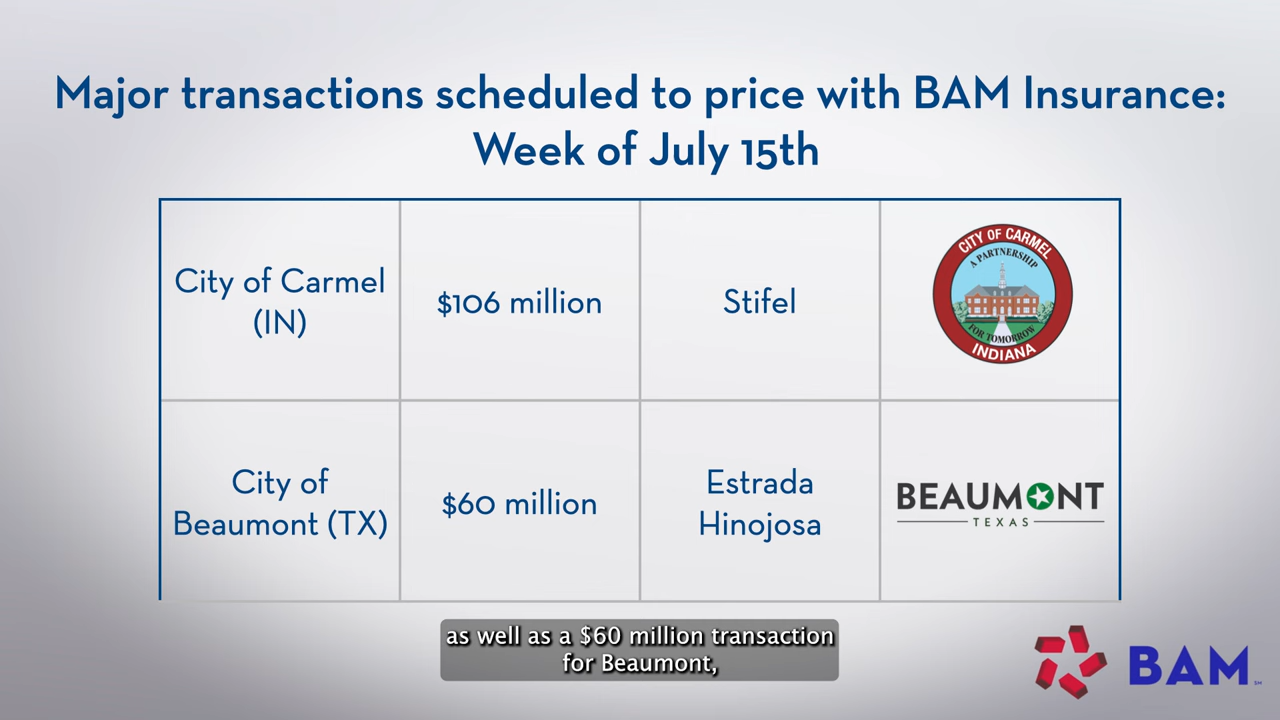 Major transactions scheduled to price with BAM Insurance:
Week of July 15th
City of Carmel
(IN)
$106 million
Stifel
CITY OF CARMEL
A PARTNERSHIP
FOR TOMORROW
INDIANA
City of
Beaumont (TX)
$60 million
Estrada
Hinojosa
BEAUMONT
TEXAS
as well as a $60 million transaction
for Beaumont,
BAM